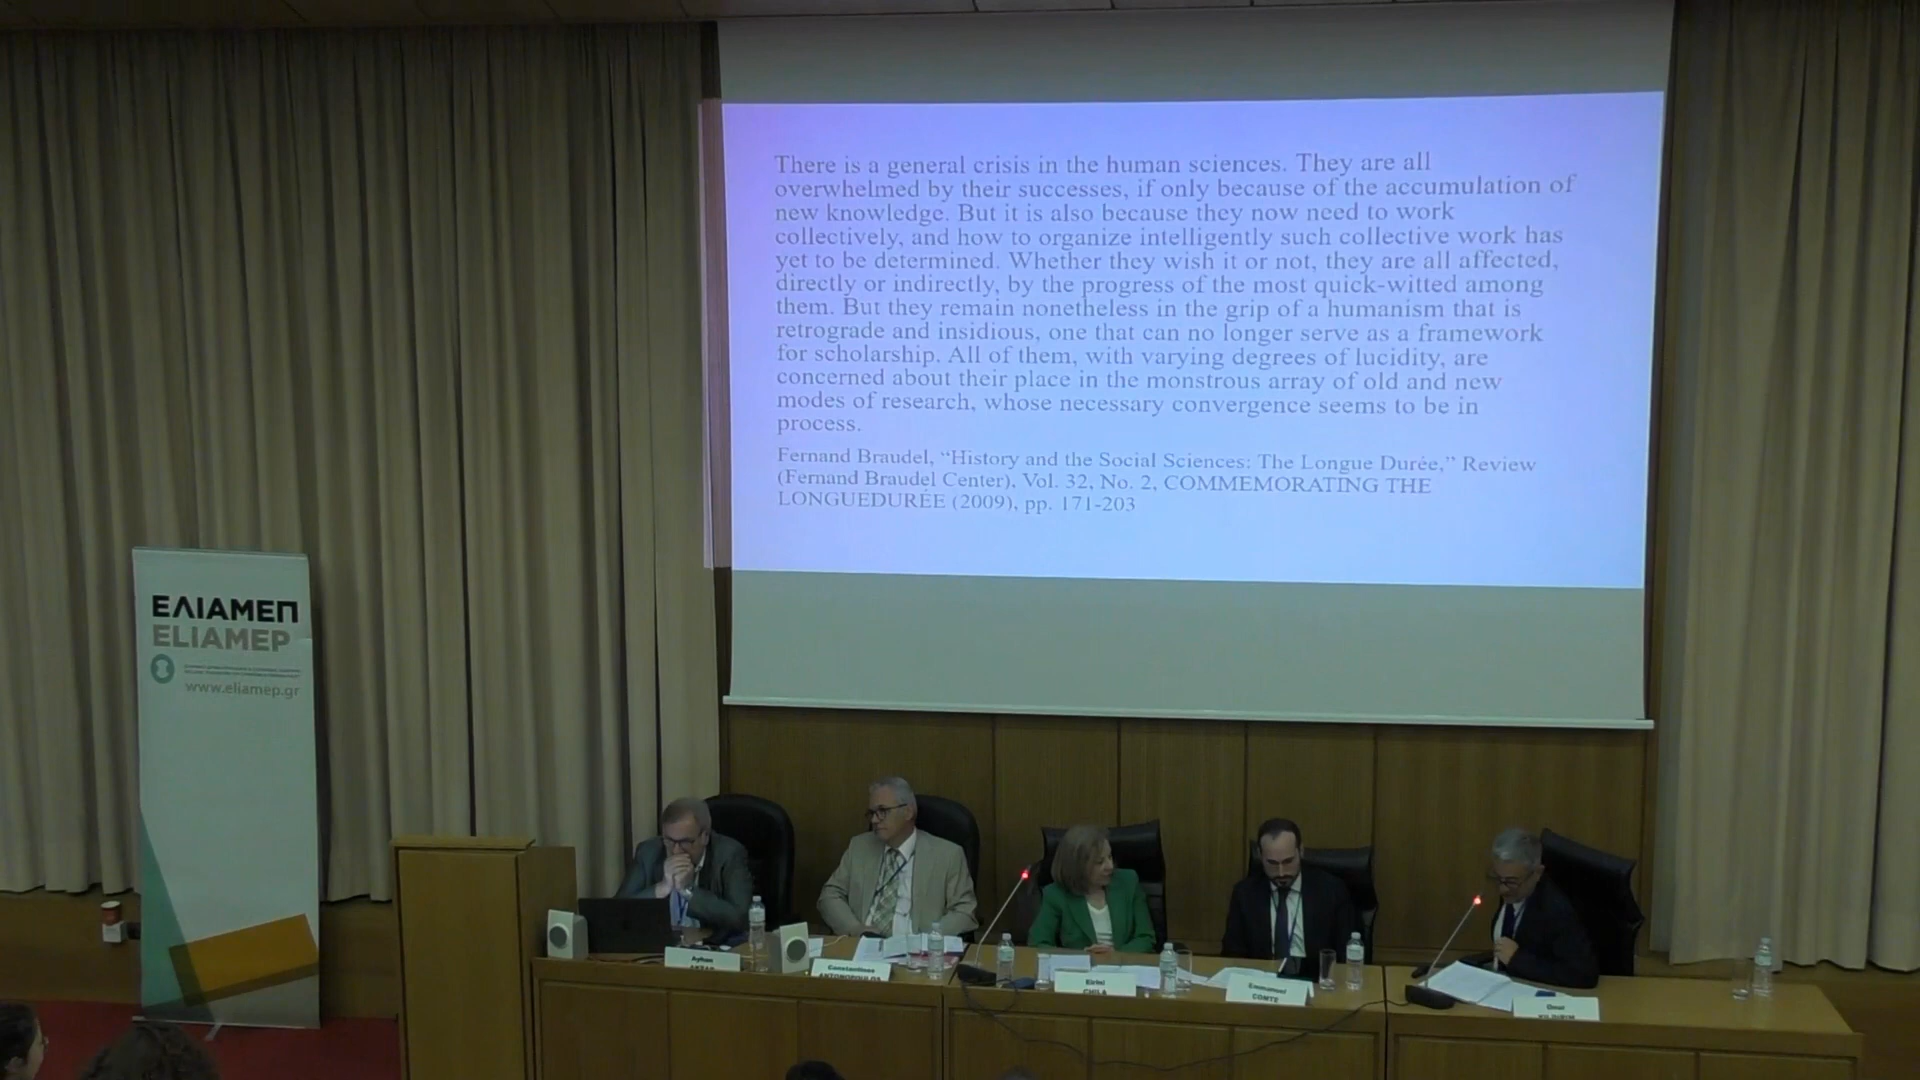 There is a general crisis in the human sciences. They are all
overwhelmed by their successes, if only because of the accumulation of
new knowledge. But it is also because they now need to work
collectively, and how to organize intelligently such collective work has
yet to be determined. Whether they wish it or not, they are all affected,
directly or indirectly, by the progress of the most quick-witted among
them. But they remain nonetheless in the grip of a humanism that is
retrograde and insidious, one that can no longer serve as a framework
for scholarship. All of them, with varying degrees of lucidity, are
concerned about their place in the monstrous array of old and new
modes of research, whose necessary convergence seems to be in
process.
Fernand Braudel, “History and the Social Sciences: The Longue Durée,” Review
(Fernand Braudel Center), Vol. 32, No. 2, COMMEMORATING THE
LONGUEDURÉE (2009), pp. 171-203
ΕΛΙΑΜΕΠ
ELIAMEP
www.eliamep.gr
Ayhan
Constantinos
ANTONOPOULOS
Eirini
CHILA
Emmanuel
COMTE
Onur
YILDIRIM